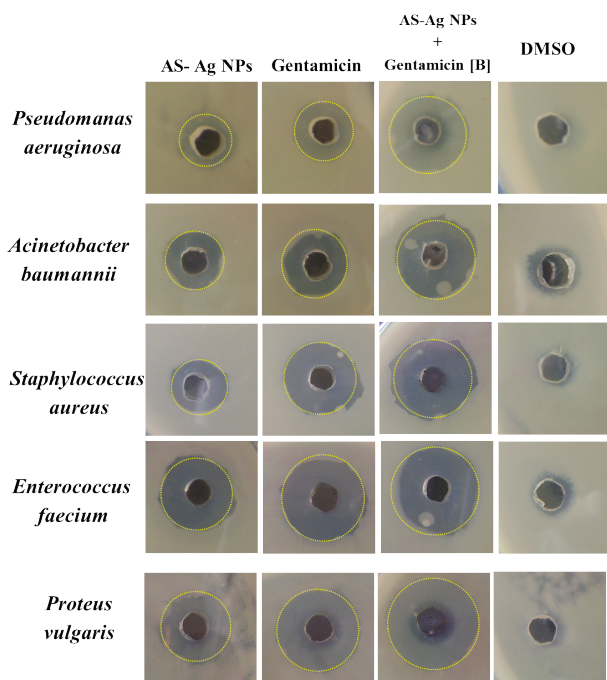 AS- Ag NPs
Gentamicin
AS-Ag NPs
+
Gentamicin [B]
DMSO
Pseudomanas
aeruginosa
Acinetobacter
baumannii
Staphylococcus
aureus
Enterococcus
faecium
Proteus
vulgaris